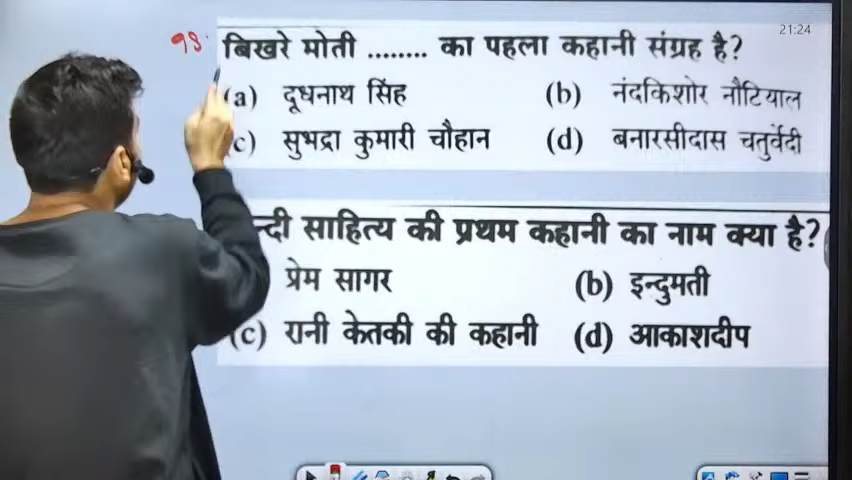 21:24
बिखरे मोती ........ का पहला कहानी संग्रह है?
(a) दूधनाथ सिंह (b) नंदकिशोर नौटियाल
c) सुभद्रा कुमारी चौहान (d) बनारसीदास चतुर्वेदी
न्दी साहित्य की प्रथम कहानी का नाम क्या है?
प्रेम सागर (b) इन्दुमती
(c) रानी केतकी की कहानी (d) आकाशदीप